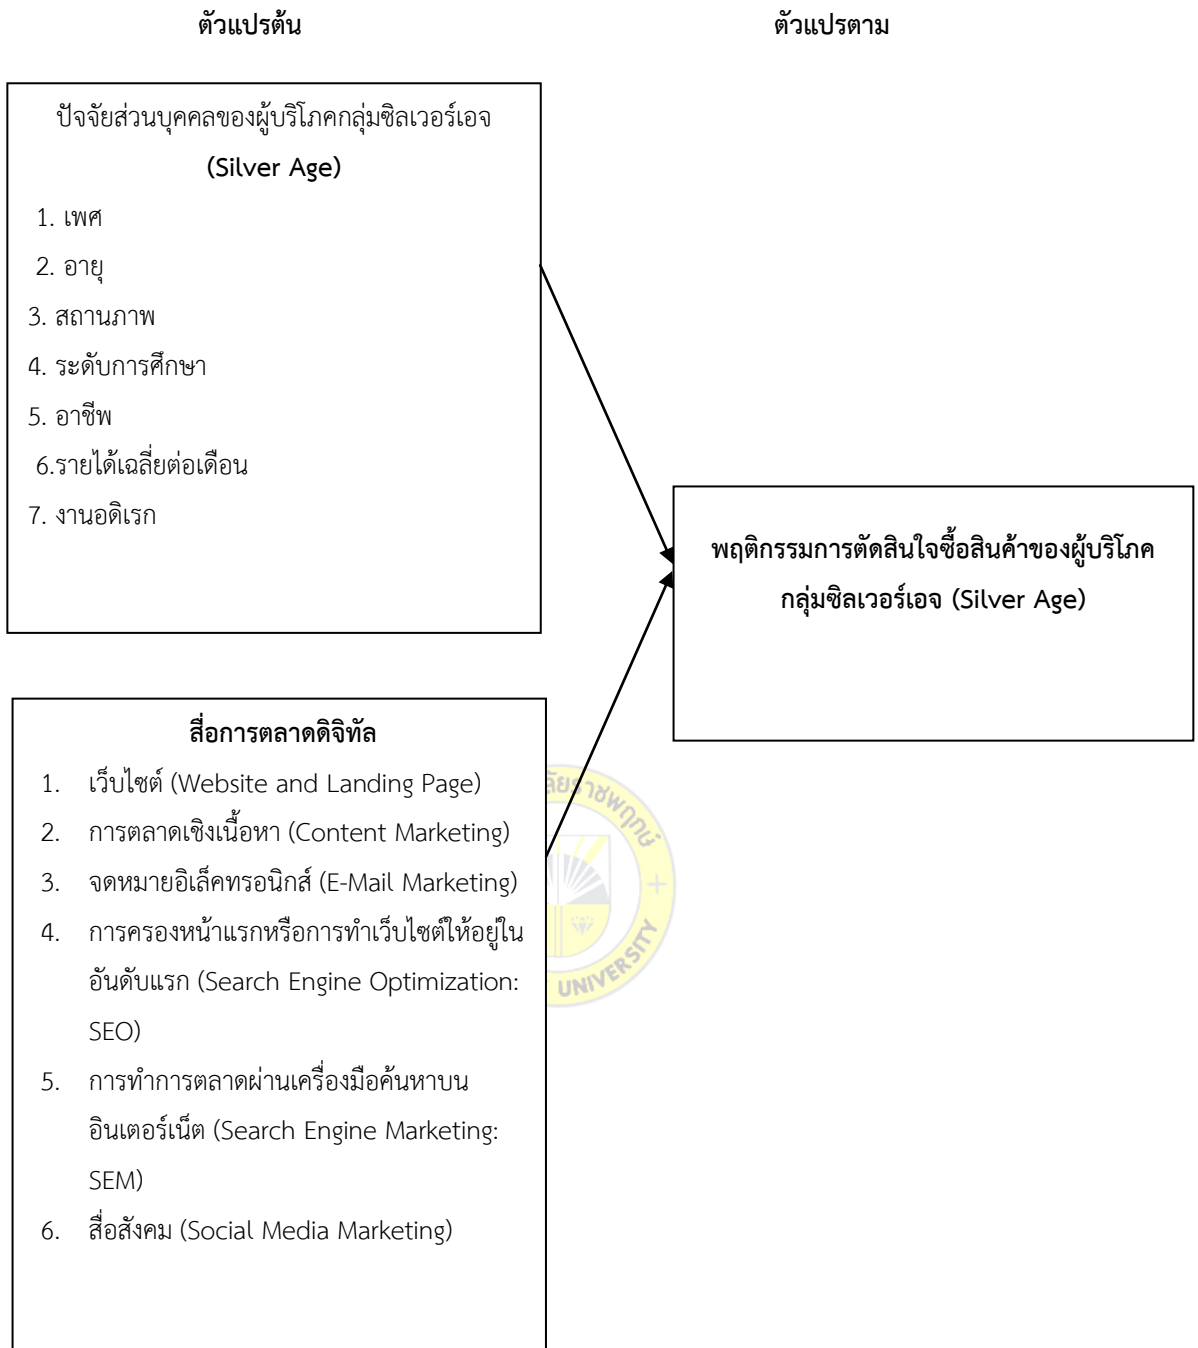 ตัวแปรต้น
ตัวแปรตาม
ปัจจัยส่วนบุคคลของผู้บริโภคกลุ่มซิลเวอร์เอจ
(Silver Age)
1. เพศ
2. อายุ
3. สถานภาพ
4. ระดับการศึกษา
5. อาชีพ
6.รายได้เฉลี่ยต่อเดือน
7. งานอดิเรก
พฤติกรรมการตัดสินใจซื้อสินค้าของผู้บริโภค
กลุ่มซิลเวอร์เอจ (Silver Age)
สื่อการตลาดดิจิทัล
1. เว็บไซต์ (Website and Landing Page)
2. การตลาดเชิงเนื้อหา (Content Marketing)
3. จดหมายอิเล็คทรอนิกส์ (E-Mail Marketing)
4. การครองหน้าแรกหรือการทำเว็บไซต์ให้อยู่ใน
อันดับแรก (Search Engine Optimization:
SEO)
5. การทำการตลาดผ่านเครื่องมือค้นหาบน
อินเตอร์เน็ต (Search Engine Marketing:
SEM)
6. สื่อสังคม (Social Media Marketing)
UNIVERSITY